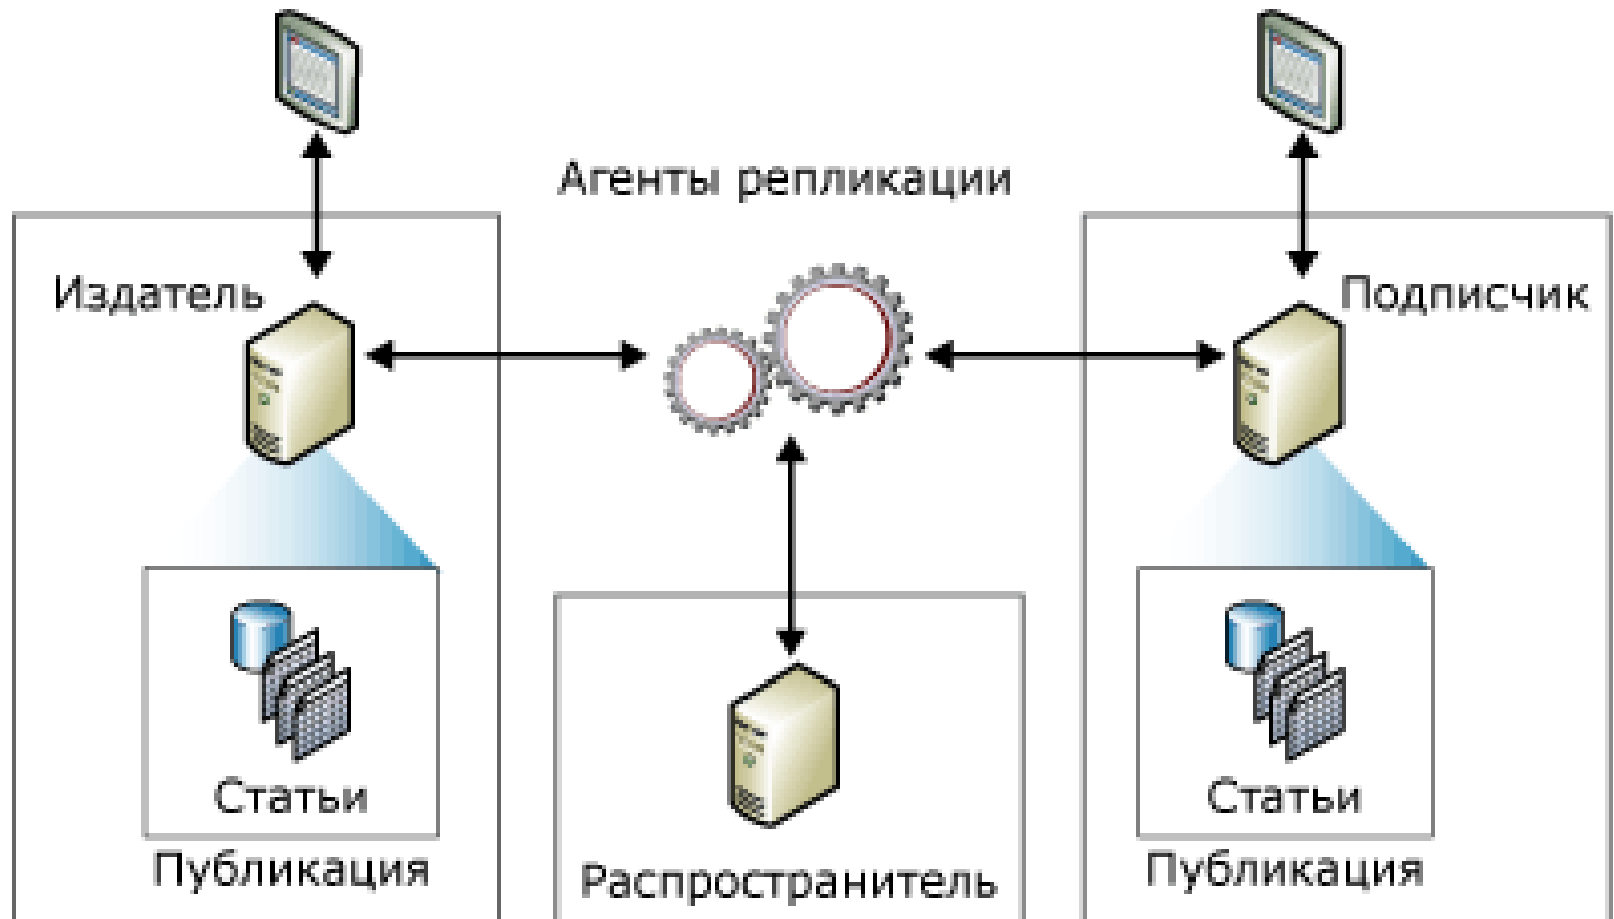 Агенты репликации
Издатель
Подписчик
Статьи
Статьи
Публикация
Распространитель
Публикация